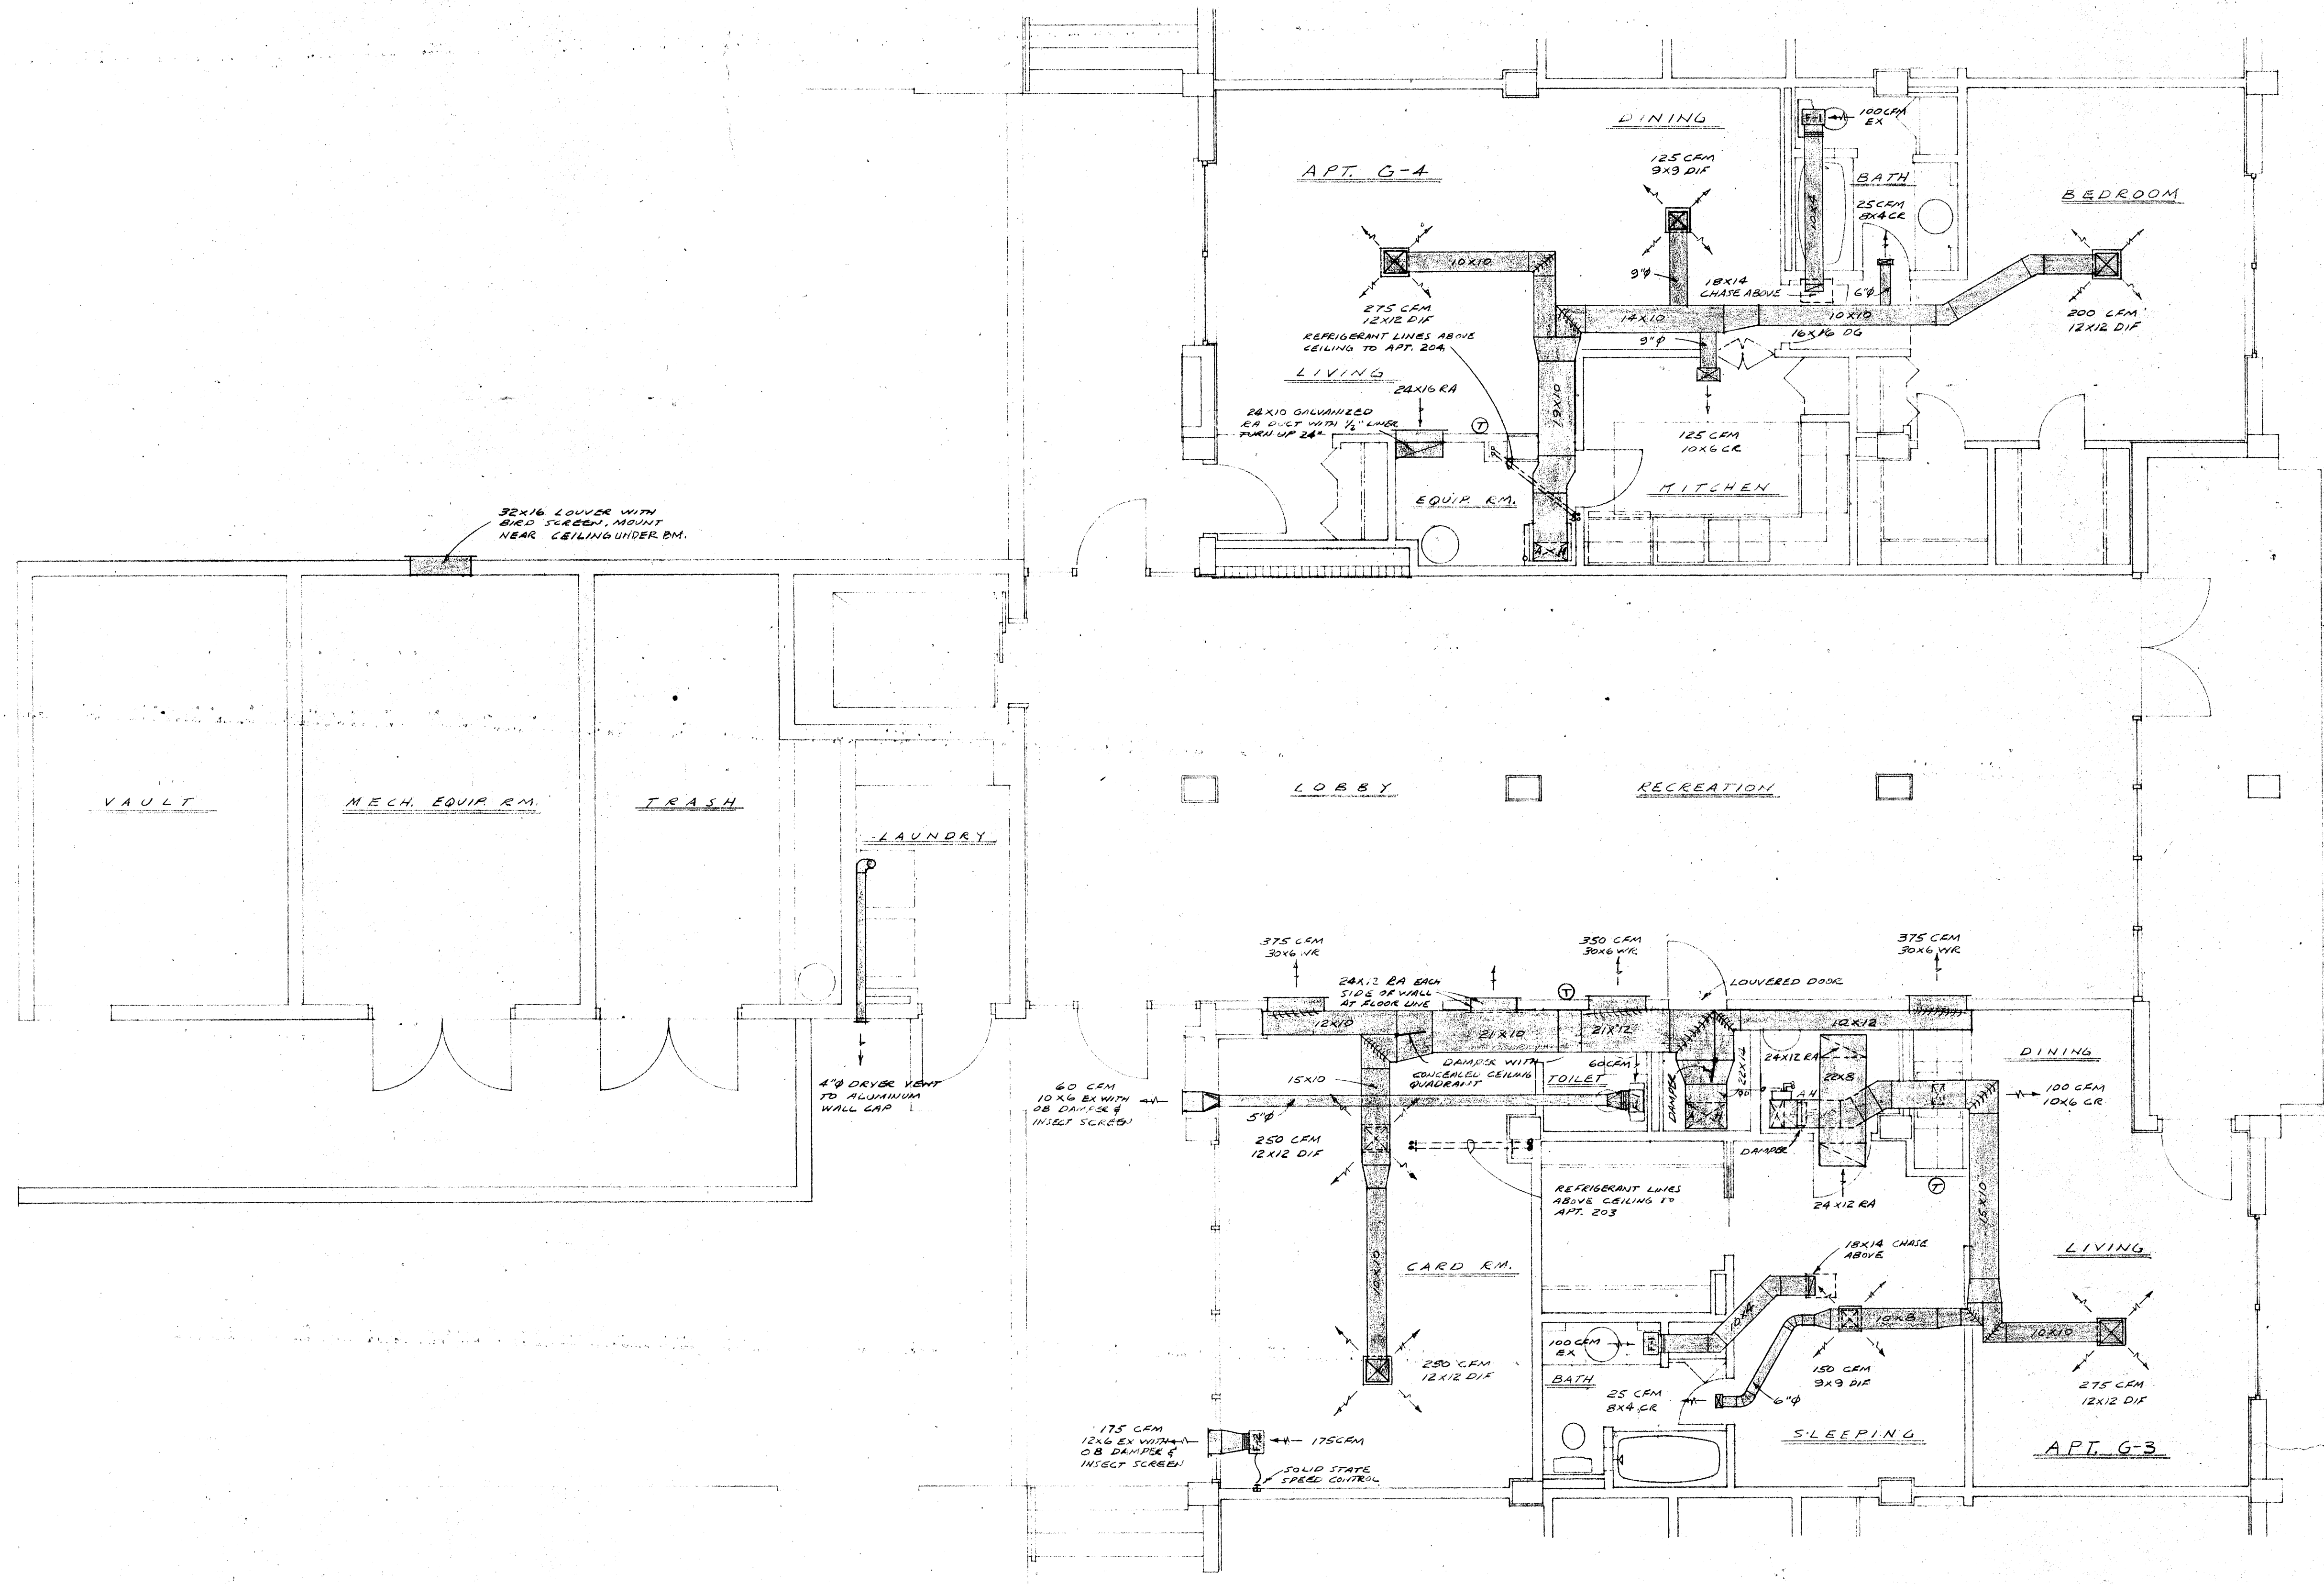 DINING
100 CFM
EX
APT. G-4
125 CFM
9X9 DIF
BATH
25 CFM
8X4 CR
BEDROOM
10X4
10X10
9"Ø
18X14
CHASE ABOVE
6"Ø
275 CFM
12X12 DIF
14X10
10X10
16X16 DG
200 CFM
12X12 DIF
REFRIGERANT LINES ABOVE
CEILING TO APT. 204
9"Ø
LIVING
24X16 RA
16X10
24X10 GALVANIZED
RA DUCT WITH 1/2" LINER
TURN UP 24"
T
125 CFM
10X6 CR
EQUIP. RM.
KITCHEN
32X16 LOUVER WITH
BIRD SCREEN, MOUNT
NEAR CEILING UNDER BM.
VAULT
MECH. EQUIP. RM.
TRASH
LAUNDRY
LOBBY
RECREATION
375 CFM
30X6 WR
350 CFM
30X6 WR
375 CFM
30X6 WR
24X12 RA EACH
SIDE OF WALL
AT FLOOR LINE
T
LOUVERED DOOR
12X10
21X10
21X12
10X12
DAMPER WITH
CONCEALED CEILING
QUADRANT
60 CFM
TOILET
DAMPER
22X14
24X12 RA
22X8
DINING
15X10
4"Ø DRYER VENT
TO ALUMINUM
WALL CAP
60 CFM
10X6 EX WITH
OB DAMPER &
INSECT SCREEN
5"Ø
AH
100 CFM
10X6 CR
250 CFM
12X12 DIF
DAMPER
REFRIGERANT LINES
ABOVE CEILING TO
APT. 203
24X12 RA
T
15X10
18X14 CHASE
ABOVE
LIVING
CARD RM.
10X10
10X4
10X8
10X10
100 CFM
EX
250 CFM
12X12 DIF
BATH
25 CFM
8X4 CR
6"Ø
150 CFM
9X9 DIF
275 CFM
12X12 DIF
175 CFM
12X6 EX WITH
OB DAMPER &
INSECT SCREEN
175 CFM
SOLID STATE
SPEED CONTROL
SLEEPING
APT. G-3